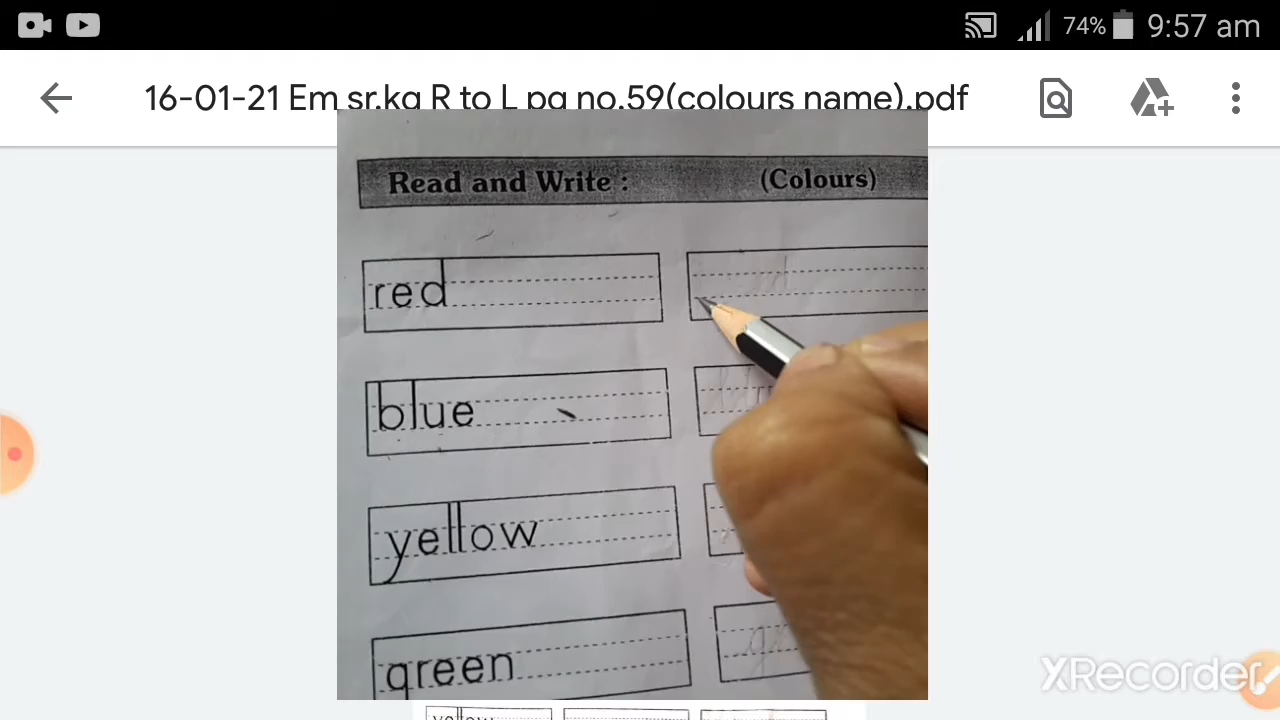 74% 9:57 am
16-01-21 Em sr.kg R to L pg no.59(colours name).pdf
Read and Write : (Colours)
red
blue
yellow
green
yellow
XRecorder